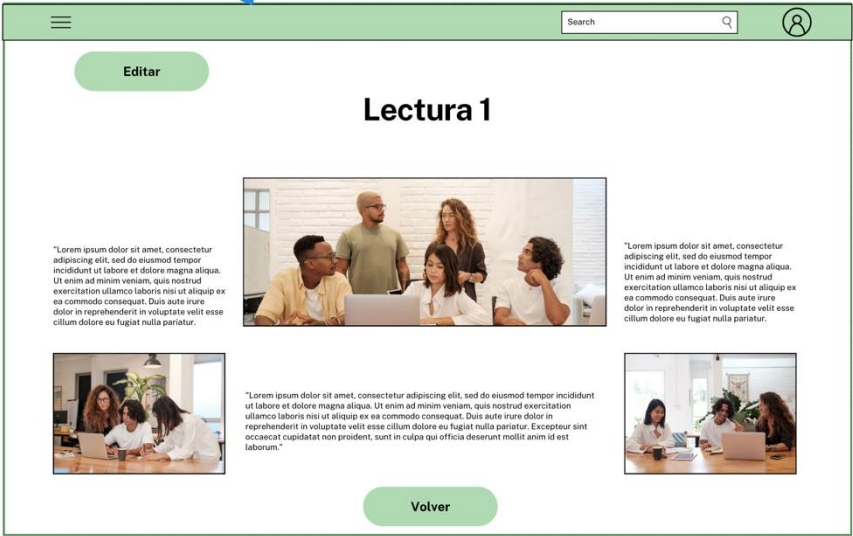 Search
Editar
Lectura 1
"Lorem ipsum dolor sit amet, consectetur
adipiscing elit, sed do eiusmod tempor
incididunt ut labore et dolore magna aliqua.
Ut enim ad minim veniam, quis nostrud
exercitation ullamco laboris nisi ut aliquip ex
ea commodo consequat. Duis aute irure
dolor in reprehenderit in voluptate velit esse
cillum dolore eu fugiat nulla pariatur.
"Lorem ipsum dolor sit amet, consectetur
adipiscing elit, sed do eiusmod tempor
incididunt ut labore et dolore magna aliqua.
Ut enim ad minim veniam, quis nostrud
exercitation ullamco laboris nisi ut aliquip ex
ea commodo consequat. Duis aute irure
dolor in reprehenderit in voluptate velit esse
cillum dolore eu fugiat nulla pariatur.
"Lorem ipsum dolor sit amet, consectetur adipiscing elit, sed do eiusmod tempor incididunt
ut labore et dolore magna aliqua. Ut enim ad minim veniam, quis nostrud exercitation
ullamco laboris nisi ut aliquip ex ea commodo consequat. Duis aute irure dolor in
reprehenderit in voluptate velit esse cillum dolore eu fugiat nulla pariatur. Excepteur sint
occaecat cupidatat non proident, sunt in culpa qui officia deserunt mollit anim id est
laborum."
Volver